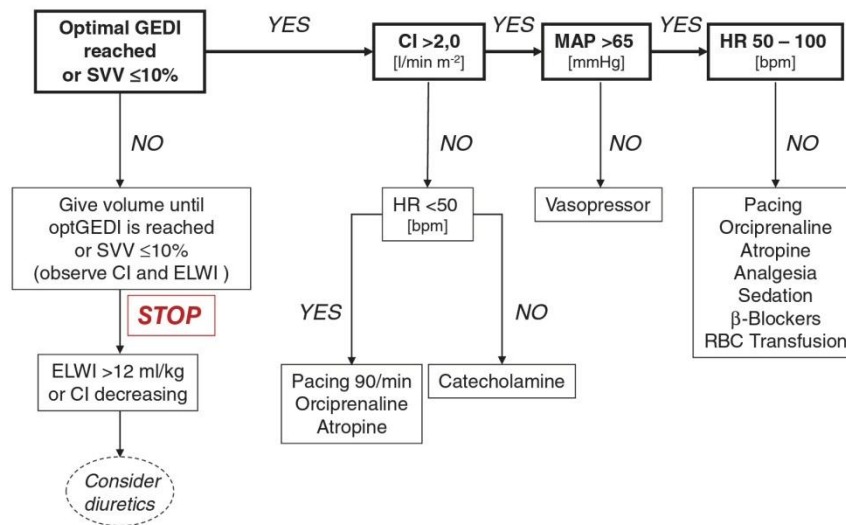 Optimal GEDI
reached
or SVV ≤10%
YES
CI >2,0
[l/min m⁻²]
YES
MAP >65
[mmHg]
YES
HR 50 – 100
[bpm]
NO
NO
NO
NO
Give volume until
optGEDI is reached
or SVV ≤10%
(observe CI and ELWI )
HR <50
[bpm]
Vasopressor
Pacing
Orciprenaline
Atropine
Analgesia
Sedation
β-Blockers
RBC Transfusion
STOP
YES
NO
ELWI >12 ml/kg
or CI decreasing
Pacing 90/min
Orciprenaline
Atropine
Catecholamine
Consider
diuretics